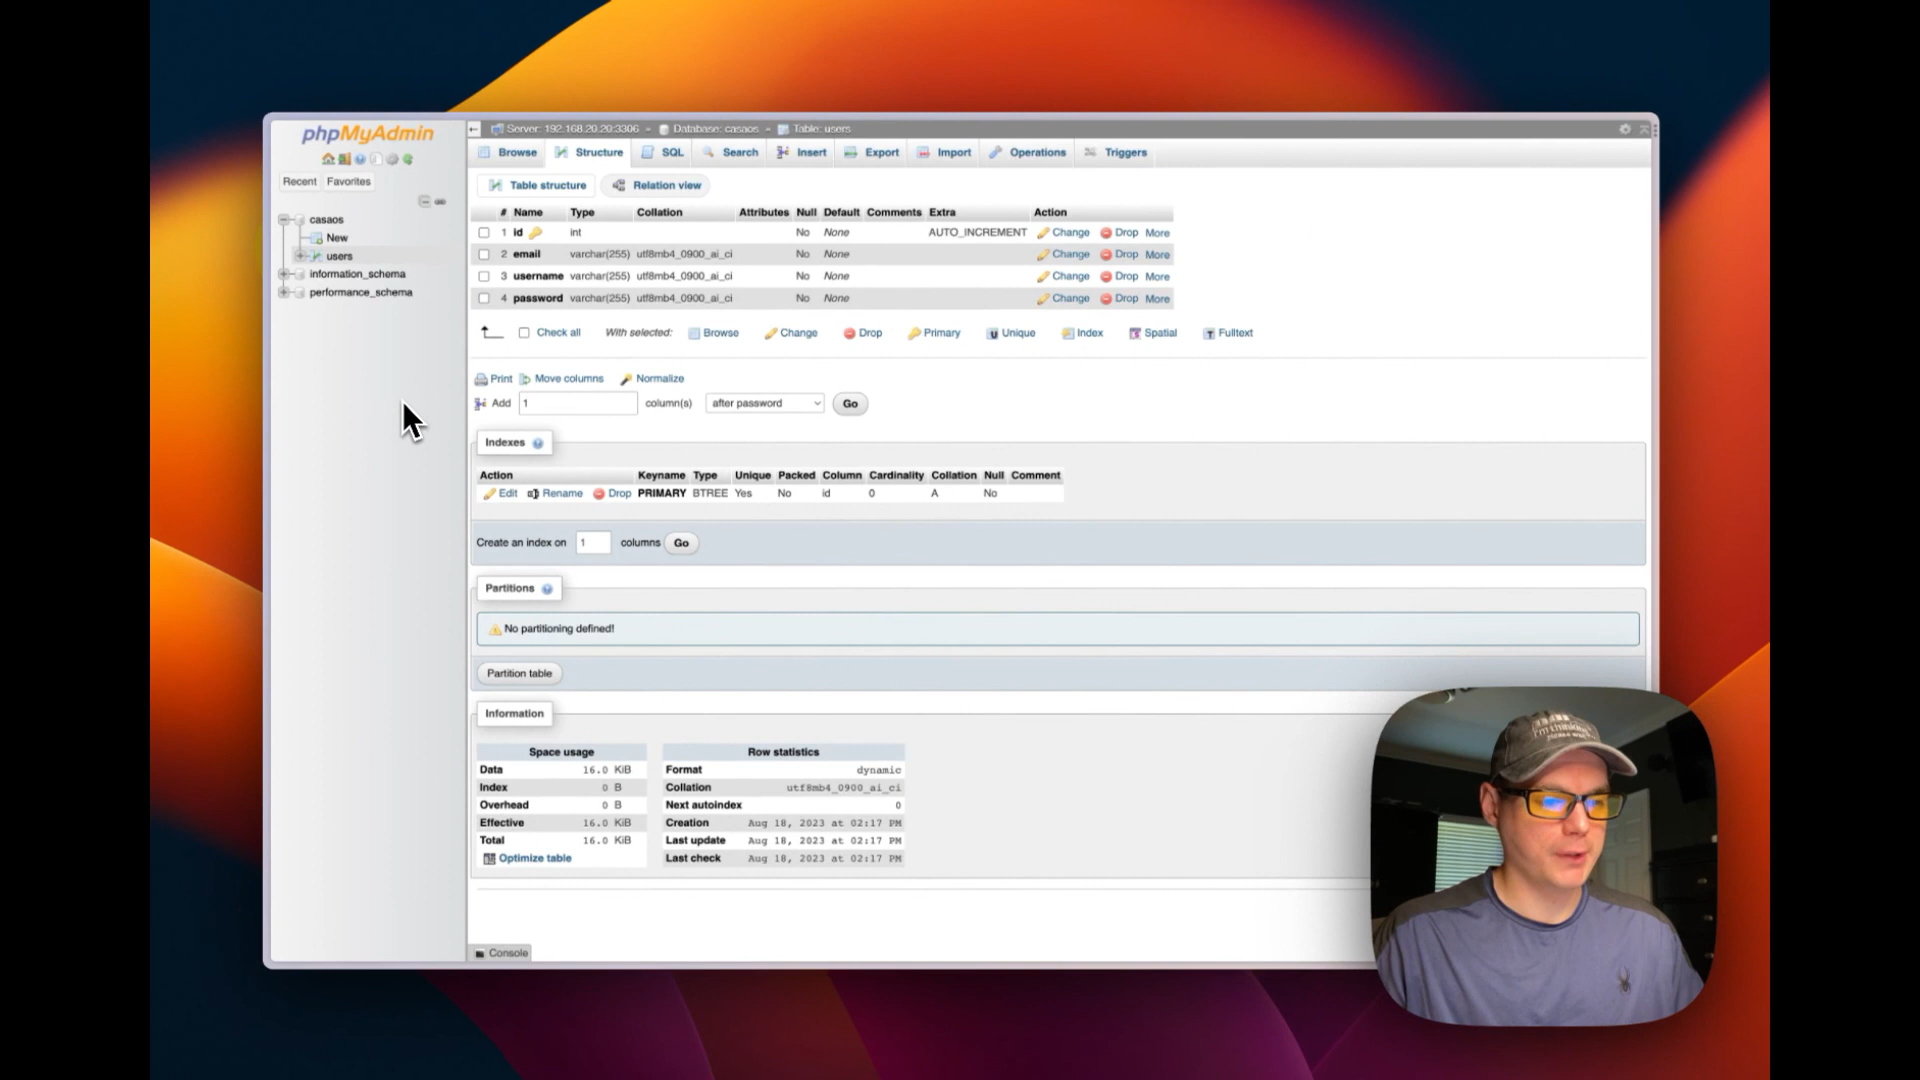 phpMyAdmin
Recent Favorites
casaos
New
users
information_schema
performance_schema
Server: 192.168.20.20:3306 » Database: casaos » Table: users
Browse Structure SQL Search Insert Export Import Operations Triggers
Table structure Relation view
# Name Type Collation Attributes Null Default Comments Extra Action
1 id int No None AUTO_INCREMENT Change Drop More
2 email varchar(255) utf8mb4_0900_ai_ci No None Change Drop More
3 username varchar(255) utf8mb4_0900_ai_ci No None Change Drop More
4 password varchar(255) utf8mb4_0900_ai_ci No None Change Drop More
Check all With selected: Browse Change Drop Primary Unique Index Spatial Fulltext
Print Move columns Normalize
Add 1 column(s) after password Go
Indexes
Action Keyname Type Unique Packed Column Cardinality Collation Null Comment
Edit Rename Drop PRIMARY BTREE Yes No id 0 A No
Create an index on 1 columns Go
Partitions
No partitioning defined!
Partition table
Information
Space usage
Data 16.0 KiB
Index 0 B
Overhead 0 B
Effective 16.0 KiB
Total 16.0 KiB
Optimize table
Row statistics
Format dynamic
Collation utf8mb4_0900_ai_ci
Next autoindex 0
Creation Aug 18, 2023 at 02:17 PM
Last update Aug 18, 2023 at 02:17 PM
Last check Aug 18, 2023 at 02:17 PM
Console